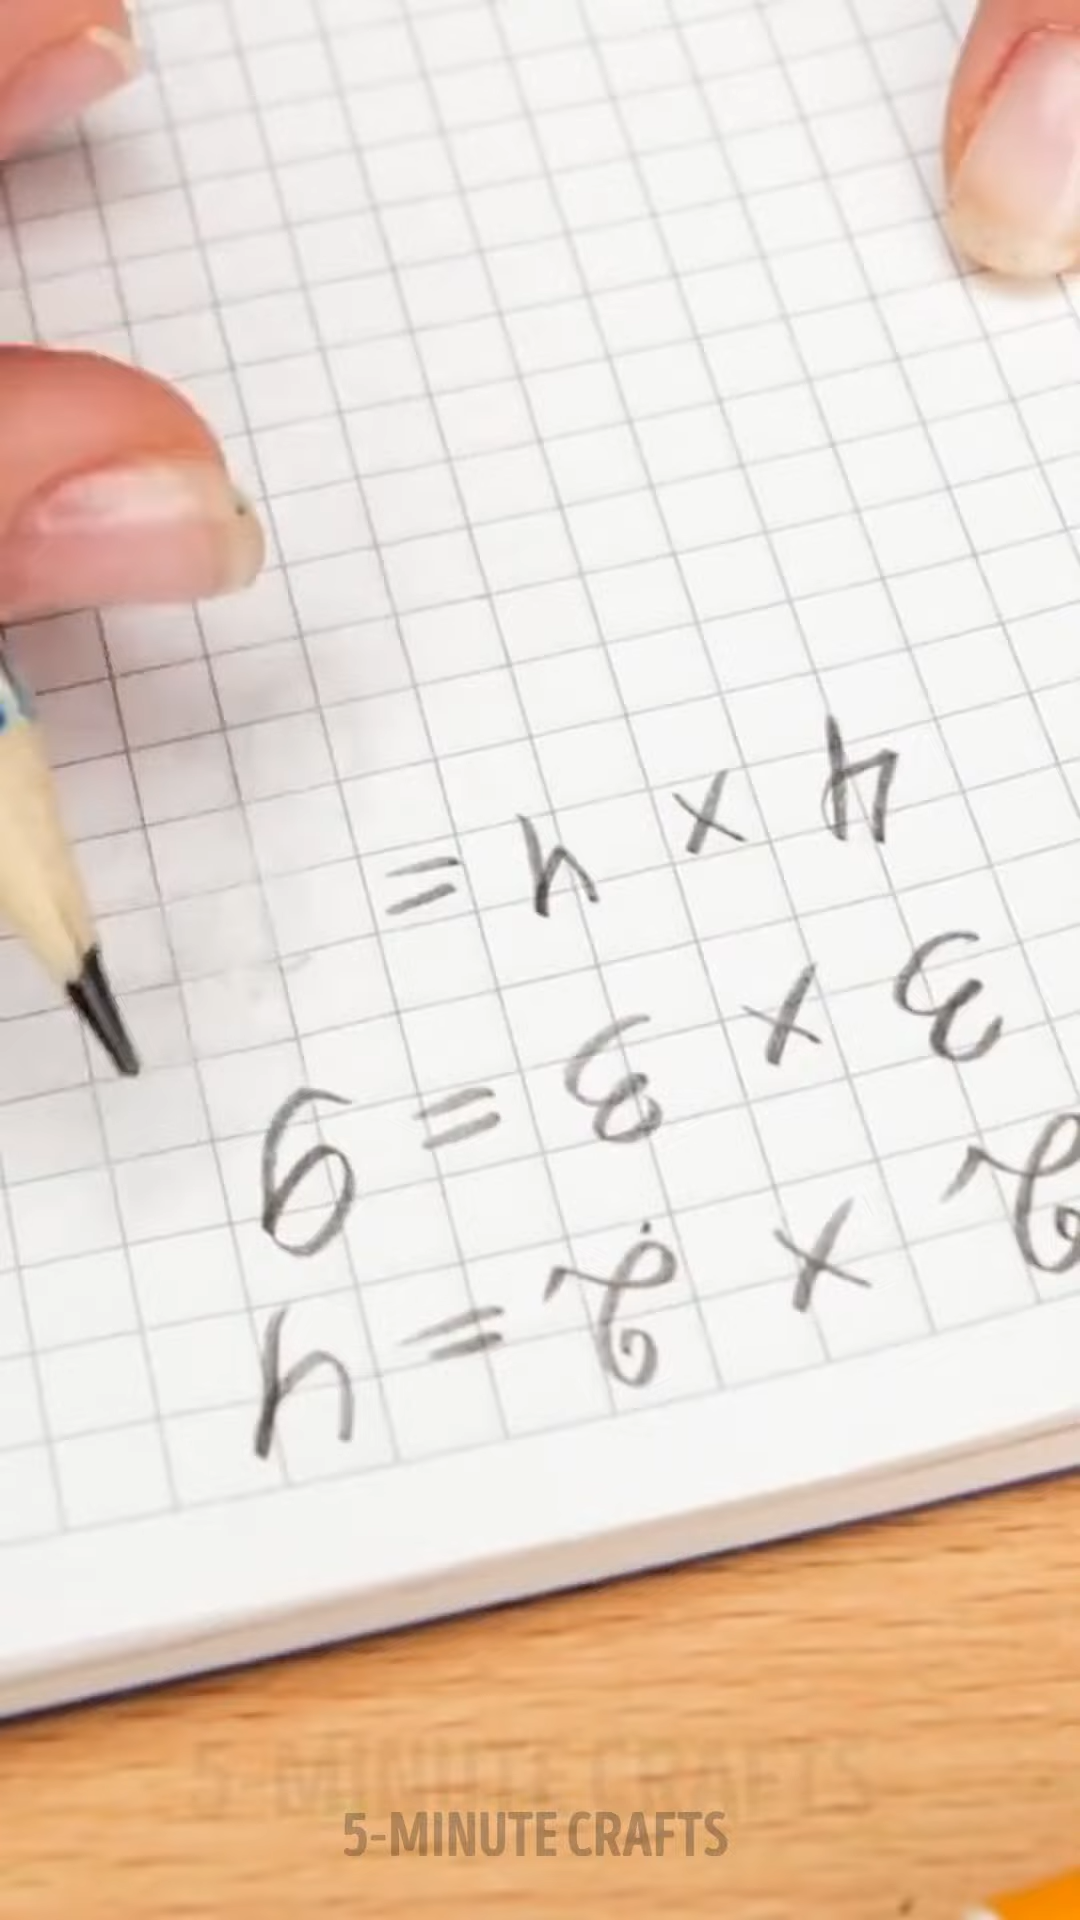 2 x 2 = 4
3 x 3 = 9
4 x 4 =
5-MINUTE CRAFTS